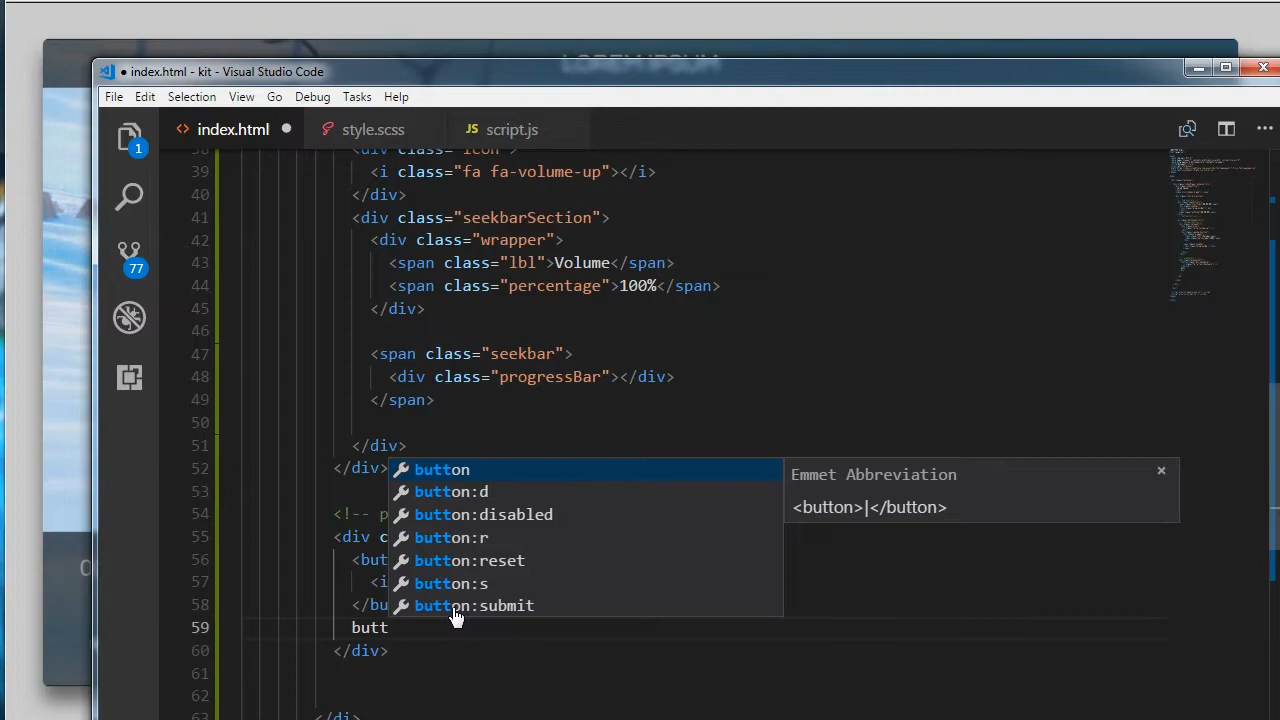 LOREM IPSUM
index.html - kit - Visual Studio Code
File Edit Selection View Go Debug Tasks Help
1 <> index.html style.scss JS script.js ...
39 <i class="fa fa-volume-up"></i>
40 </div>
41 <div class="seekbarSection">
42 <div class="wrapper">
43 <span class="lbl">Volume</span>
44 <span class="percentage">100%</span>
45 </div>
46
47 <span class="seekbar">
48 <div class="progressBar"></div>
49 </span>
50
51 </div>
52 </div>
53
54 <!-- p
55 <div c
56 <but
57 <i
58 </bu
59 butt
60 </div>
61
62
77
button
button:d
button:disabled
button:r
button:reset
button:s
button:submit
Emmet Abbreviation ×
<button>|</button>